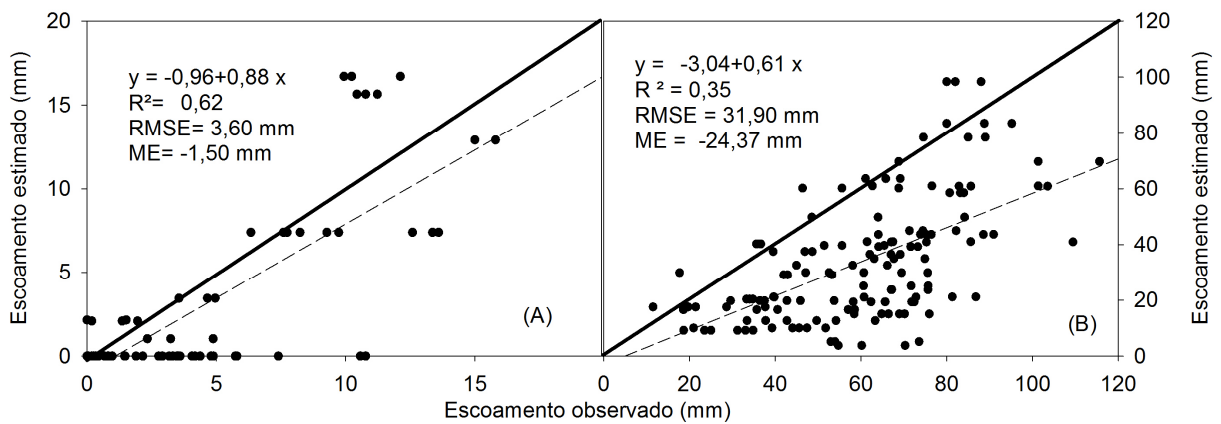 Escoamento estimado (mm)
20
15
10
5
0
y = -0,96+0,88 x
R²= 0,62
RMSE= 3,60 mm
ME= -1,50 mm
(A)
0 5 10 15
y = -3,04+0,61 x
R ² = 0,35
RMSE = 31,90 mm
ME = -24,37 mm
(B)
0 20 40 60 80 100 120
120
100
80
60
40
20
0
Escoamento estimado (mm)
Escoamento observado (mm)